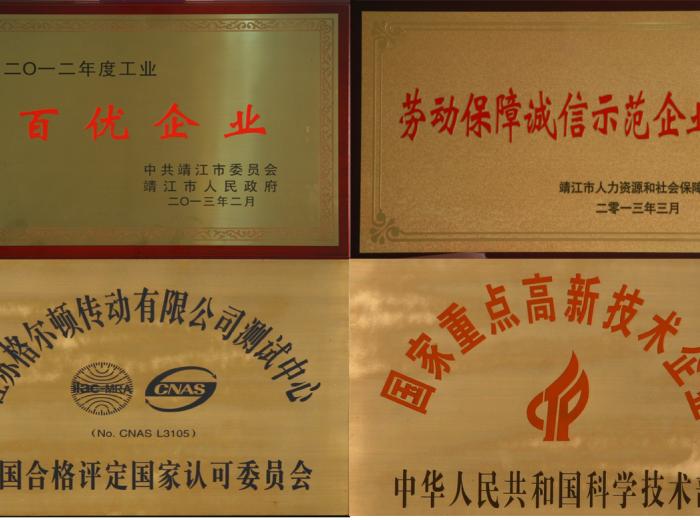 二〇一二年度工业
百优企业
中共靖江市委员会
靖江市人民政府
二〇一三年二月
劳动保障诚信示范企业
靖江市人力资源和社会保障
二零一三年三月
苏格尔顿传动有限公司测试中心
ilac-MRA
CNAS
(No. CNAS L3105)
国合格评定国家认可委员会
国家重点高新技术企业
中华人民共和国科学技术部